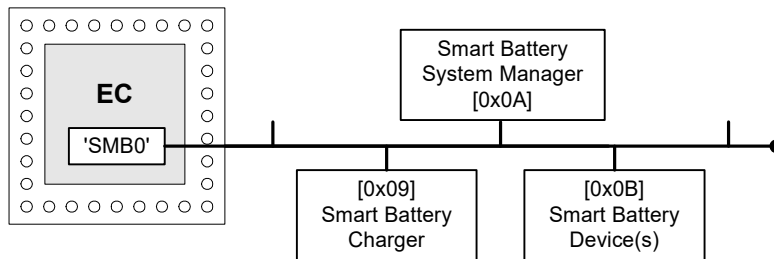 EC
'SMB0'
Smart Battery
System Manager
[0x0A]
[0x09]
Smart Battery
Charger
[0x0B]
Smart Battery
Device(s)